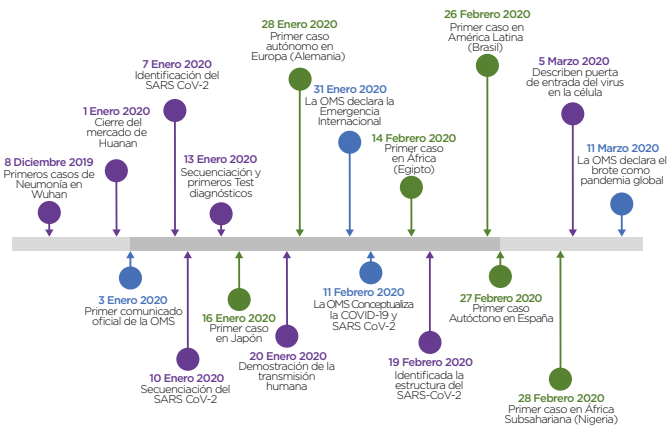 8 Diciembre 2019
Primeros casos de
Neumonía en
Wuhan
1 Enero 2020
Cierre del
mercado de
Huanan
7 Enero 2020
Identificación del
SARS CoV-2
13 Enero 2020
Secuenciación y
primeros Test
diagnósticos
28 Enero 2020
Primer caso
autónomo en
Europa (Alemania)
31 Enero 2020
La OMS declara la
Emergencia
Internacional
14 Febrero 2020
Primer caso
en África
(Egipto)
26 Febrero 2020
Primer caso en
América Latina
(Brasil)
5 Marzo 2020
Describen puerta
de entrada del virus
en la célula
11 Marzo 2020
La OMS declara el
brote como
pandemia global
3 Enero 2020
Primer comunicado
oficial de la OMS
10 Enero 2020
Secuenciación del
SARS CoV-2
16 Enero 2020
Primer caso
en Japón
20 Enero 2020
Demostración de la
transmisión
humana
11 Febrero 2020
La OMS Conceptualiza
la COVID-19 y
SARS CoV-2
19 Febrero 2020
Identificada la
estructura del
SARS-CoV-2
27 Febrero 2020
Primer caso
Autóctono en España
28 Febrero 2020
Primer caso en África
Subsahariana (Nigeria)